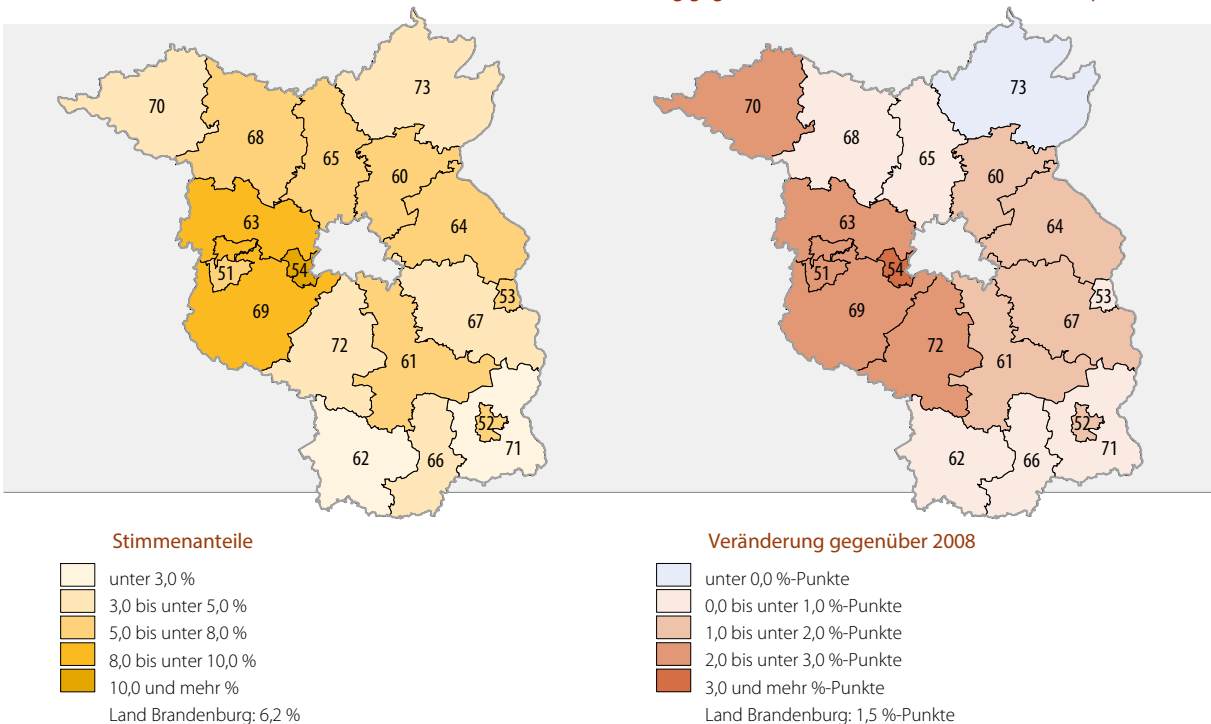 70
73
68
65
60
63
64
51
54
53
69
67
72
61
52
62
66
71
70
73
68
65
60
63
64
51
54
53
69
67
72
61
52
62
66
71
Stimmenanteile
unter 3,0 %
3,0 bis unter 5,0 %
5,0 bis unter 8,0 %
8,0 bis unter 10,0 %
10,0 und mehr %
Land Brandenburg: 6,2 %
Veränderung gegenüber 2008
unter 0,0 %-Punkte
0,0 bis unter 1,0 %-Punkte
1,0 bis unter 2,0 %-Punkte
2,0 bis unter 3,0 %-Punkte
3,0 und mehr %-Punkte
Land Brandenburg: 1,5 %-Punkte